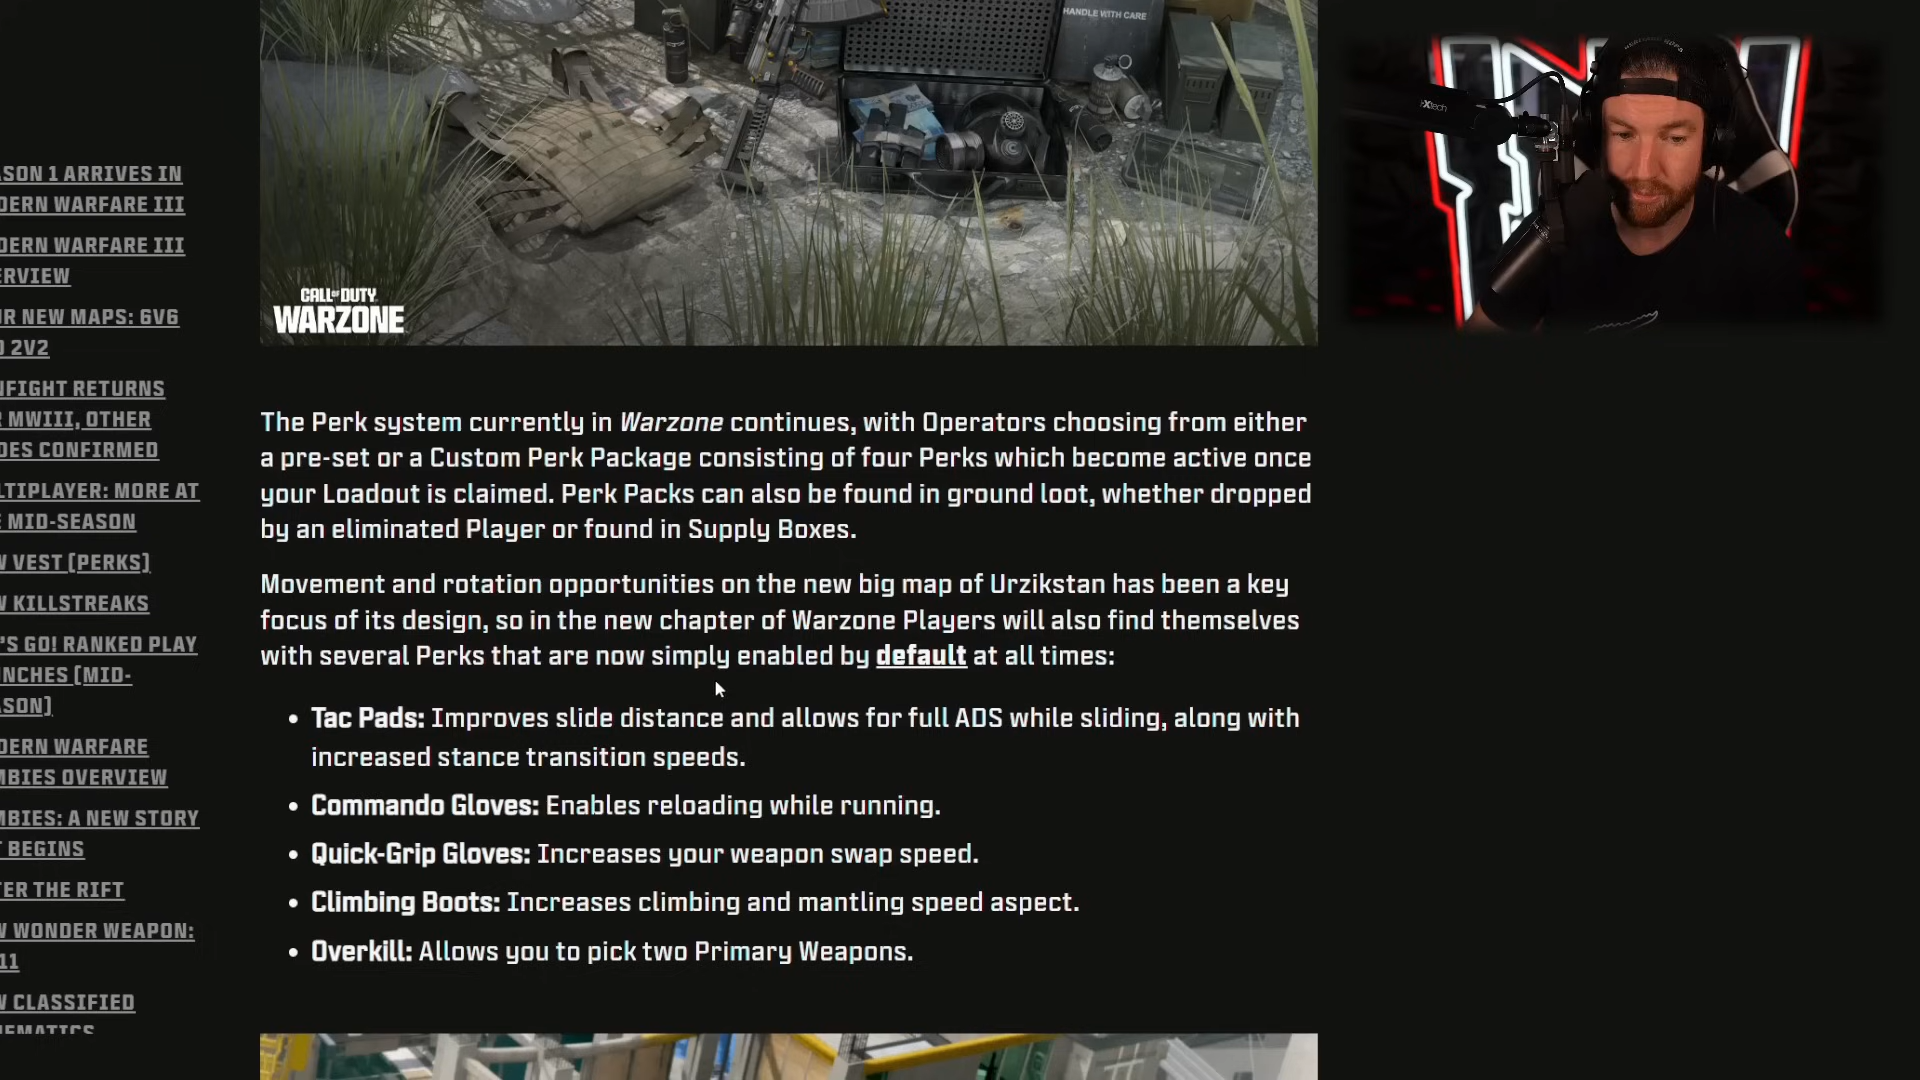 HANDLE WITH CARE
CALL OF DUTY
WARZONE
ASON 1 ARRIVES IN
DERN WARFARE III
DERN WARFARE III
ERVIEW
R NEW MAPS: 6V6
2V2
NFIGHT RETURNS
MWIII, OTHER
DES CONFIRMED
LTIPLAYER: MORE AT
MID-SEASON
W VEST [PERKS]
W KILLSTREAKS
'S GO! RANKED PLAY
NCHES [MID-
ASON]
DERN WARFARE
MBIES OVERVIEW
MBIES: A NEW STORY
T BEGINS
TER THE RIFT
W WONDER WEAPON:
11
W CLASSIFIED
The Perk system currently in Warzone continues, with Operators choosing from either
a pre-set or a Custom Perk Package consisting of four Perks which become active once
your Loadout is claimed. Perk Packs can also be found in ground loot, whether dropped
by an eliminated Player or found in Supply Boxes.
Movement and rotation opportunities on the new big map of Urzikstan has been a key
focus of its design, so in the new chapter of Warzone Players will also find themselves
with several Perks that are now simply enabled by default at all times:
• Tac Pads: Improves slide distance and allows for full ADS while sliding, along with
increased stance transition speeds.
• Commando Gloves: Enables reloading while running.
• Quick-Grip Gloves: Increases your weapon swap speed.
• Climbing Boots: Increases climbing and mantling speed aspect.
• Overkill: Allows you to pick two Primary Weapons.